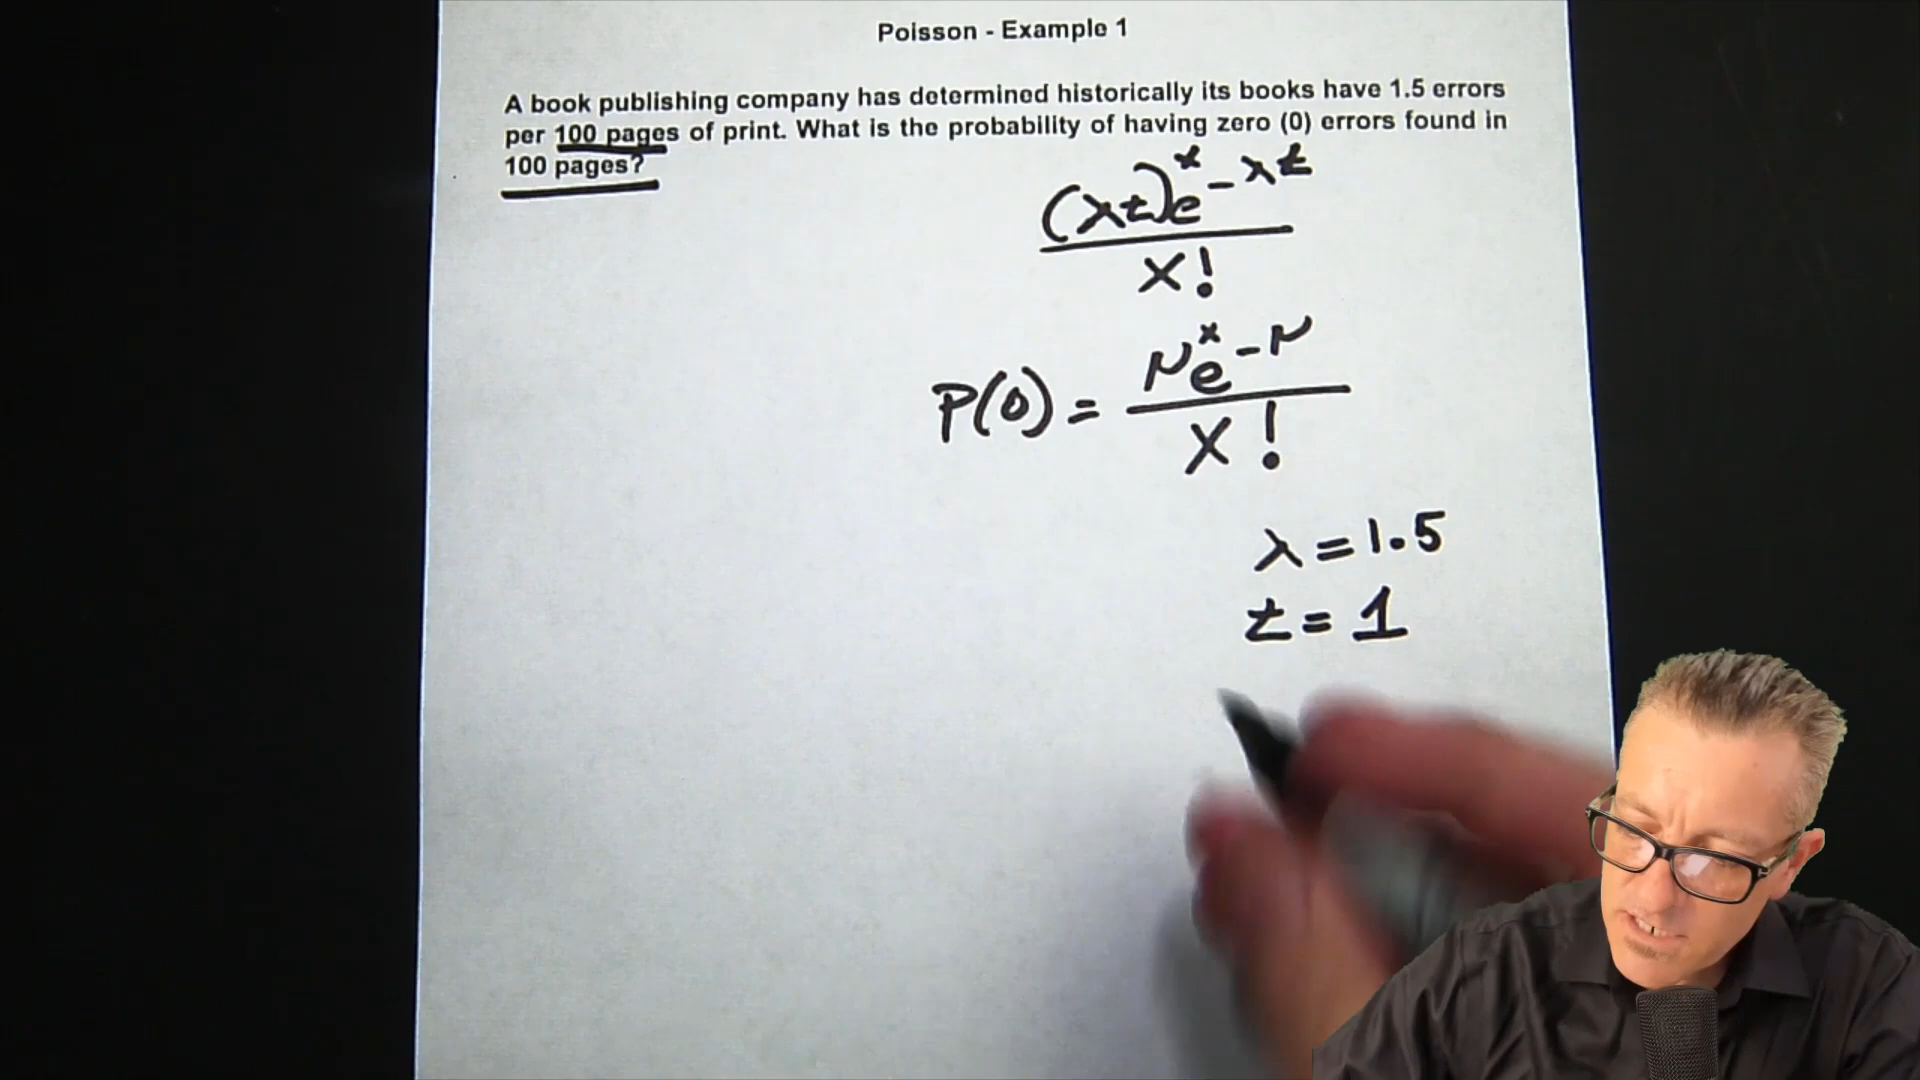 Poisson - Example 1
A book publishing company has determined historically its books have 1.5 errors
per 100 pages of print. What is the probability of having zero (0) errors found in
100 pages?
(λt)^x e^-λt
x!
P(0) = μ^x e^-μ
x!
λ = 1.5
t = 1